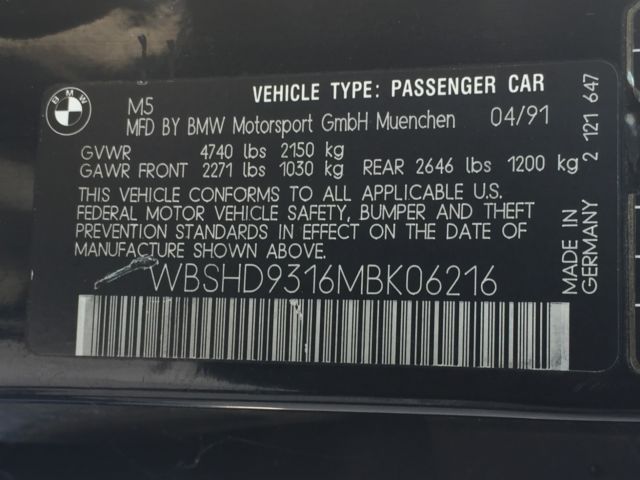 BMW
M5
VEHICLE TYPE: PASSENGER CAR
MFD BY BMW Motorsport GmbH Muenchen 04/91
GVWR 4740 lbs 2150 kg
GAWR FRONT 2271 lbs 1030 kg REAR 2646 lbs 1200 kg
THIS VEHICLE CONFORMS TO ALL APPLICABLE U.S.
FEDERAL MOTOR VEHICLE SAFETY, BUMPER AND THEFT
PREVENTION STANDARDS IN EFFECT ON THE DATE OF
MANUFACTURE SHOWN ABOVE.
WBSHD9316MBK06216
MADE IN
GERMANY
2 121 647